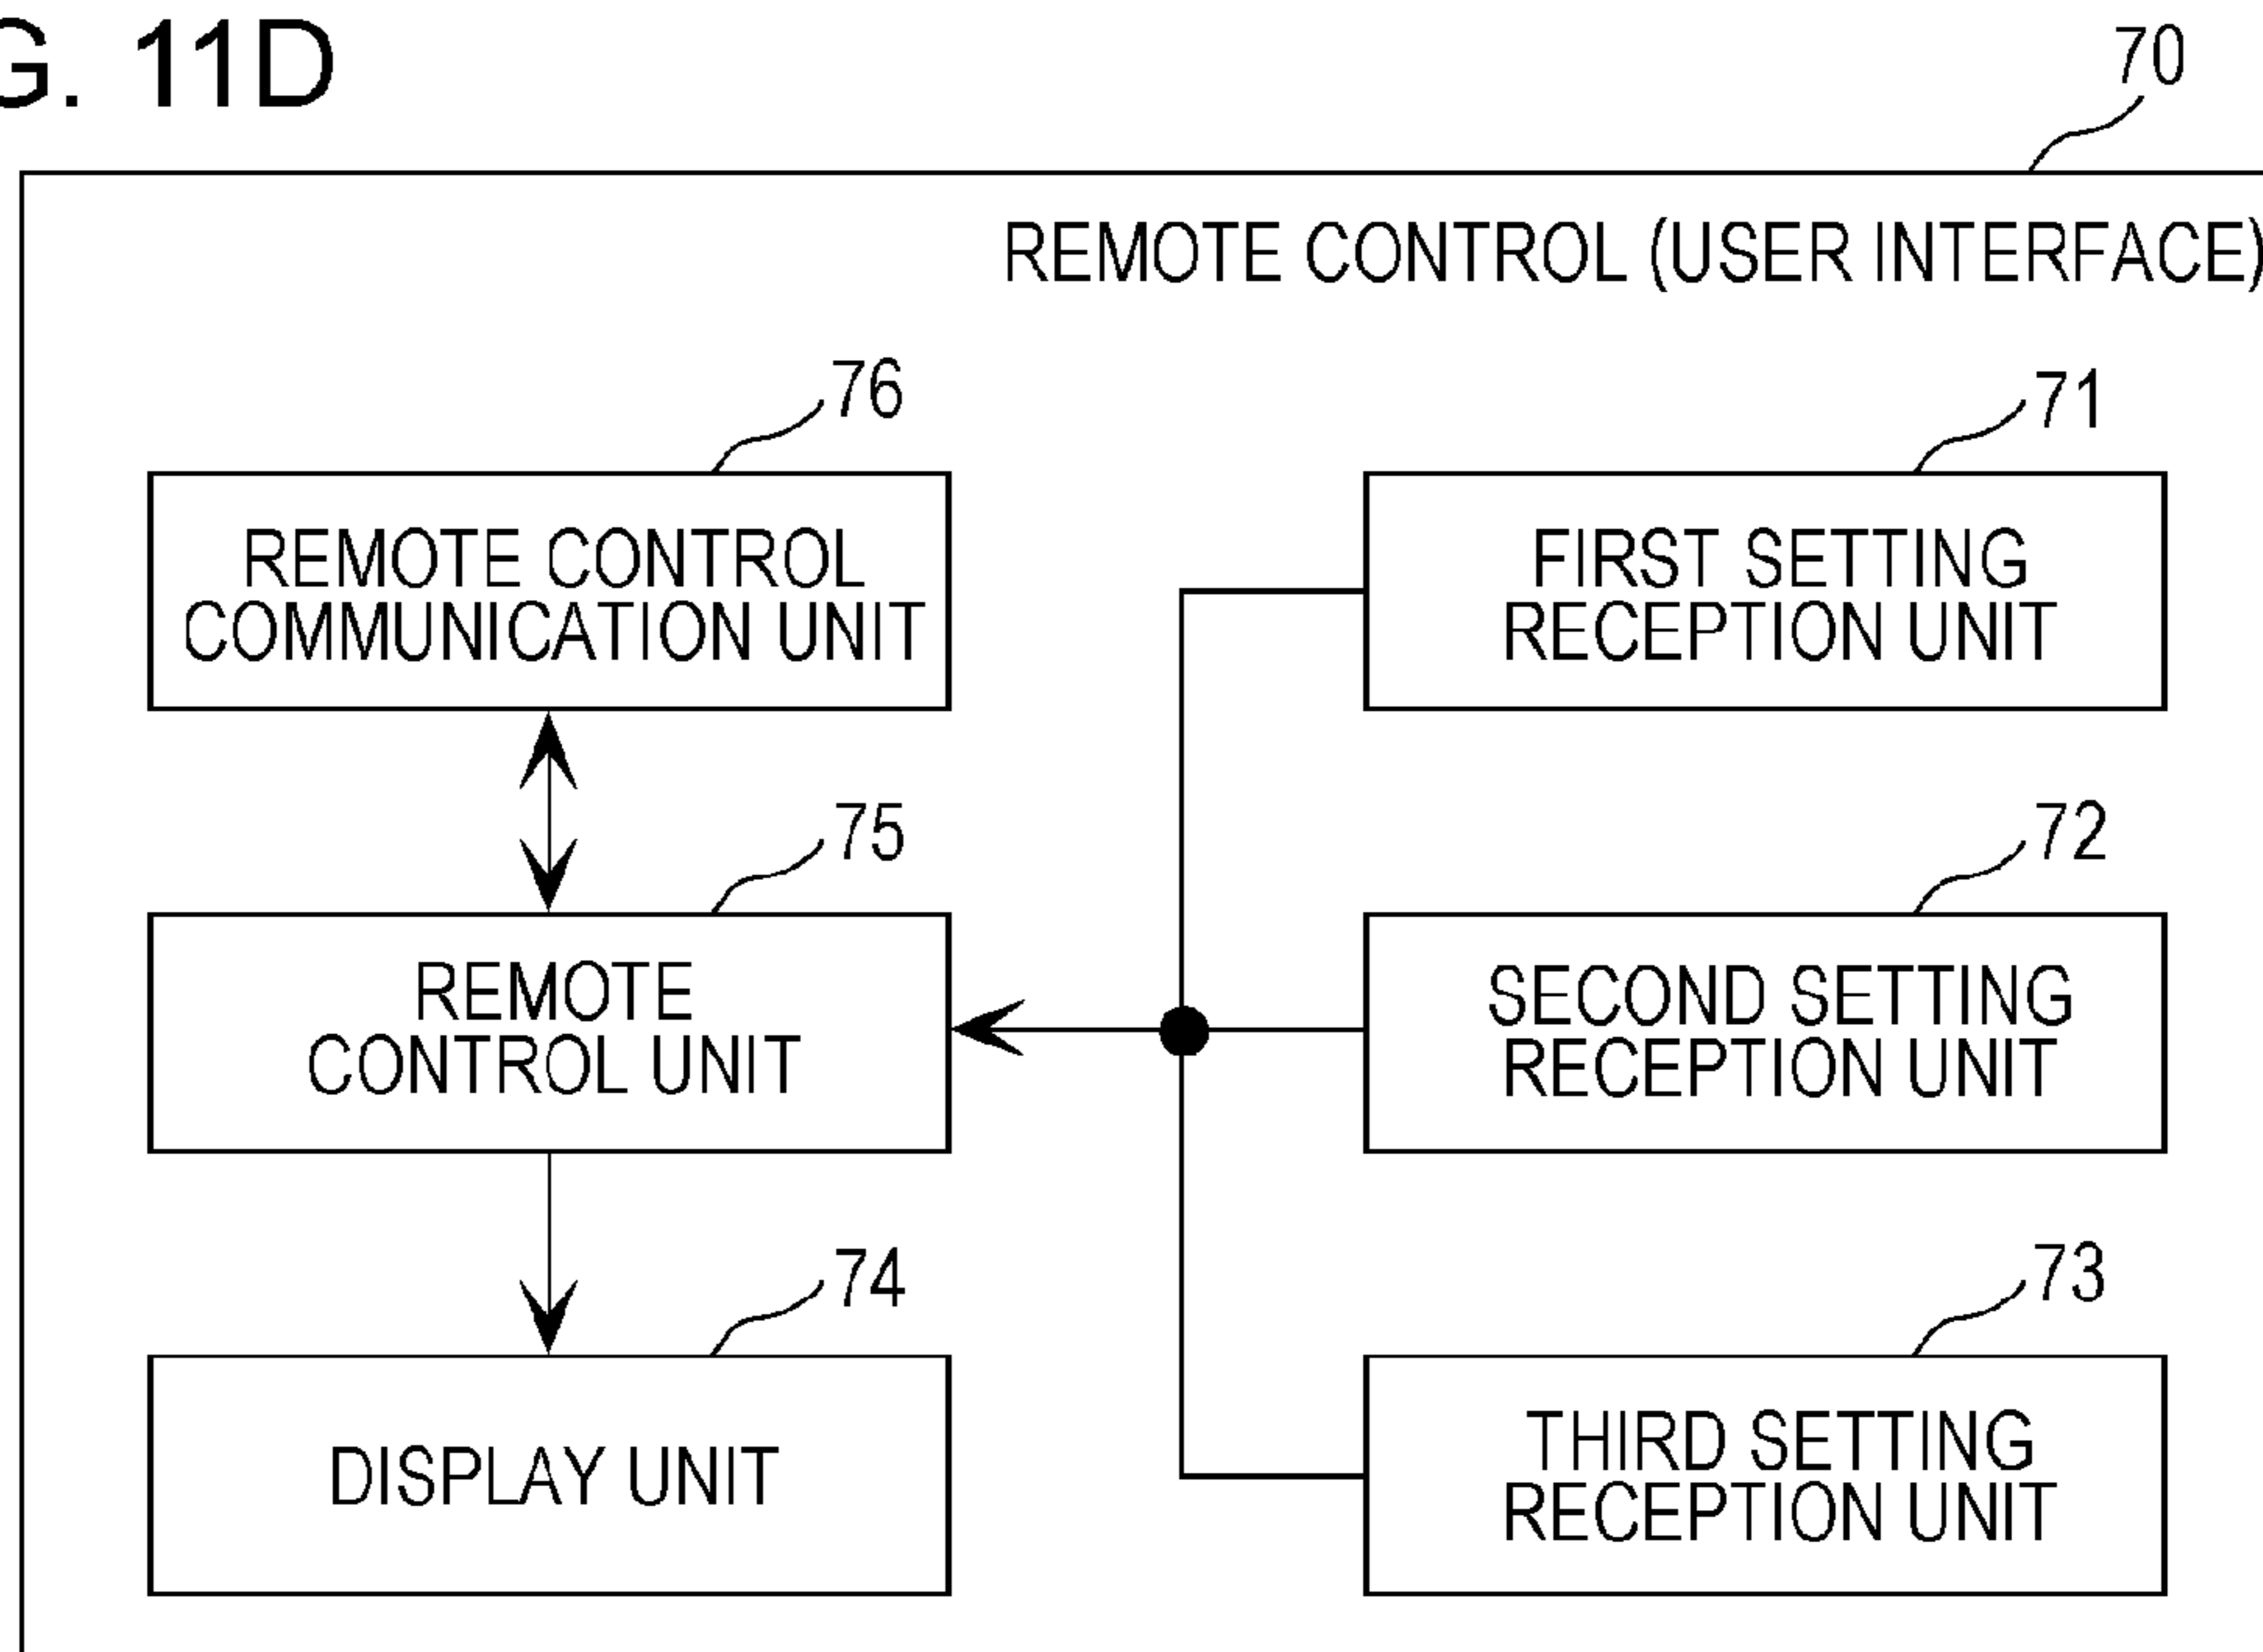 G. 11D
70
REMOTE CONTROL (USER INTERFACE)
76
REMOTE CONTROL
COMMUNICATION UNIT
71
FIRST SETTING
RECEPTION UNIT
75
REMOTE
CONTROL UNIT
72
SECOND SETTING
RECEPTION UNIT
74
DISPLAY UNIT
73
THIRD SETTING
RECEPTION UNIT